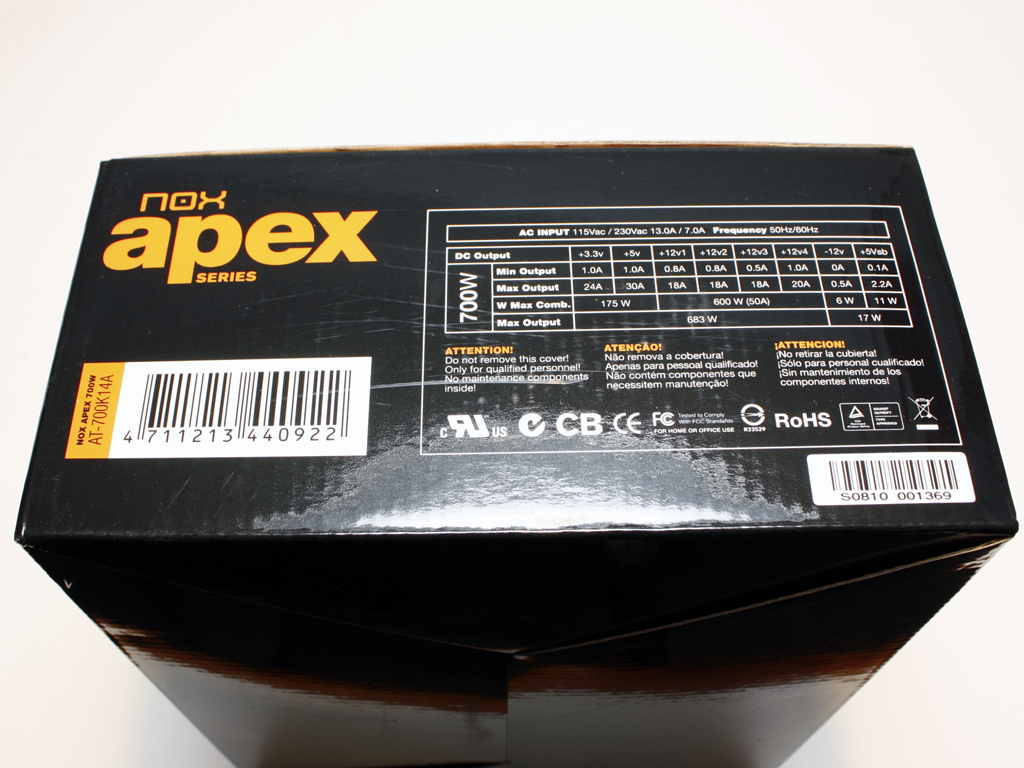 nox
apex
SERIES
NOX APEX 700W
AT-700K14A
4 711213 440922
AC INPUT 115Vac / 230Vac 13.0A / 7.0A Frequency 50Hz/60Hz
DC Output +3.3v +5v +12v1 +12v2 +12v3 +12v4 -12v +5Vsb
700W
Min Output 1.0A 1.0A 0.8A 0.8A 0.5A 1.0A 0A 0.1A
Max Output 24A 30A 18A 18A 18A 20A 0.5A 2.2A
W Max Comb. 175 W 600 W (50A) 6 W 11 W
Max Output 683 W 17 W
ATTENTION!
Do not remove this cover!
Only for qualified personnel!
No maintenance components
inside!
ATENÇÃO!
Não remova a cobertura!
Apenas para pessoal qualificado!
Não contém componentes que
necessitem manutenção!
¡ATTENCION!
¡No retirar la cubierta!
¡Sólo para personal cualificado!
¡Sin mantenimiento de los
componentes internos!
c RU US
CB CE FC
Tested to Comply
With FCC Standards
FOR HOME OR OFFICE USE
R33529
RoHS
S0810 001369